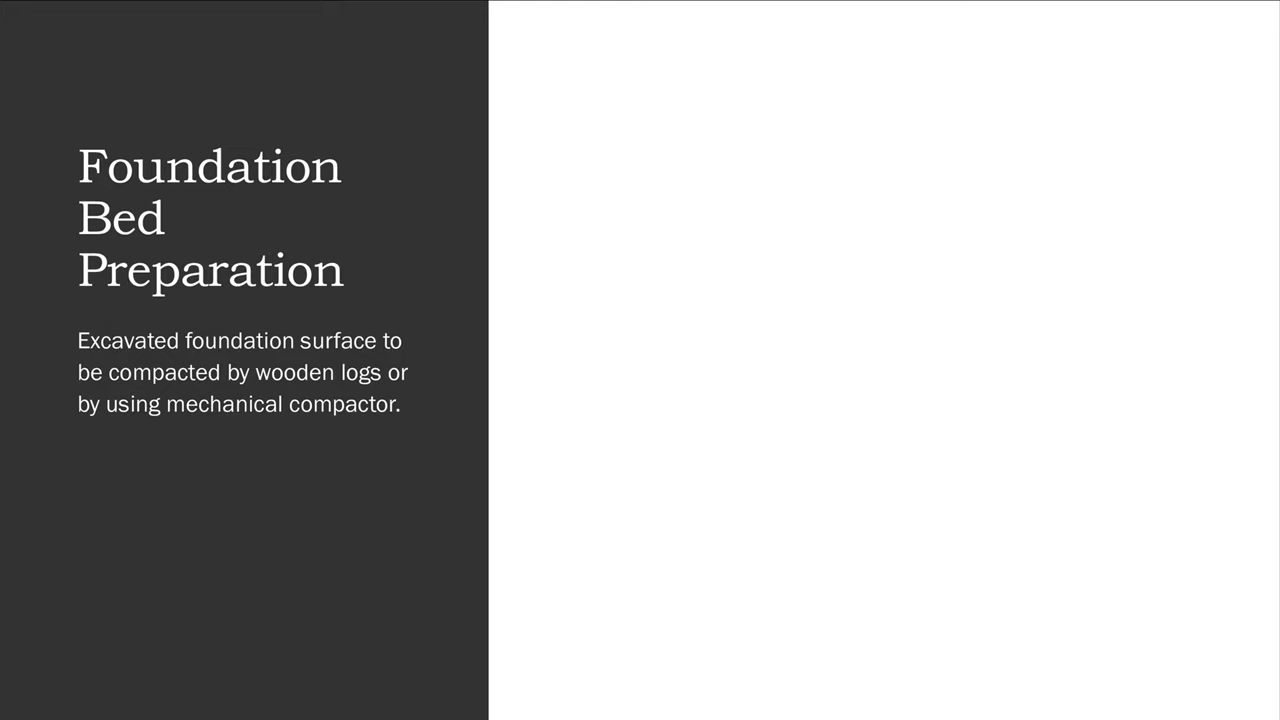 Foundation
Bed
Preparation
Excavated foundation surface to
be compacted by wooden logs or
by using mechanical compactor.